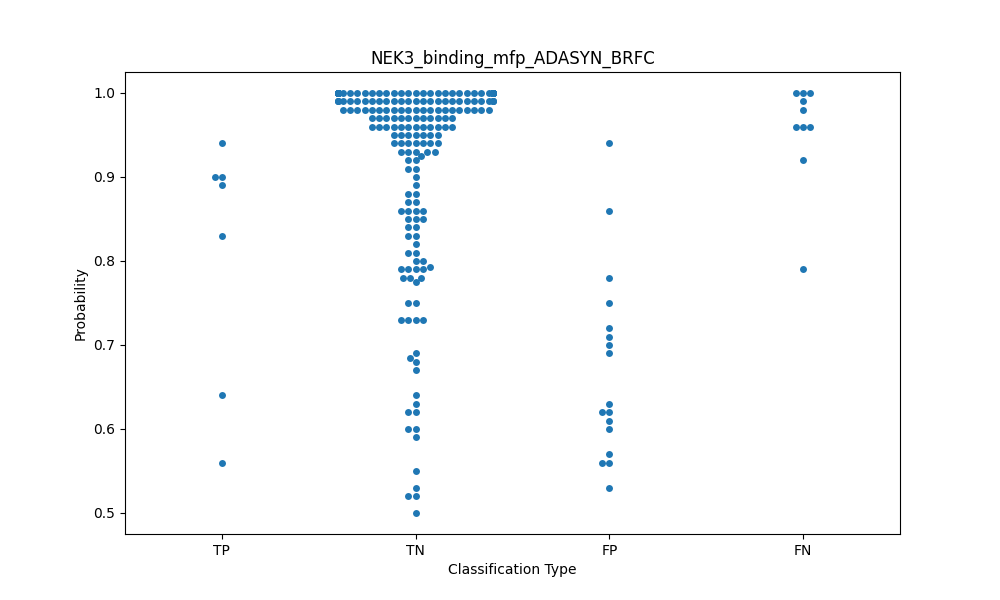 NEK3_binding_mfp_ADASYN_BRFC
1.0
0.9
0.8
0.7
0.6
0.5
Probability
TP TN FP FN
Classification Type